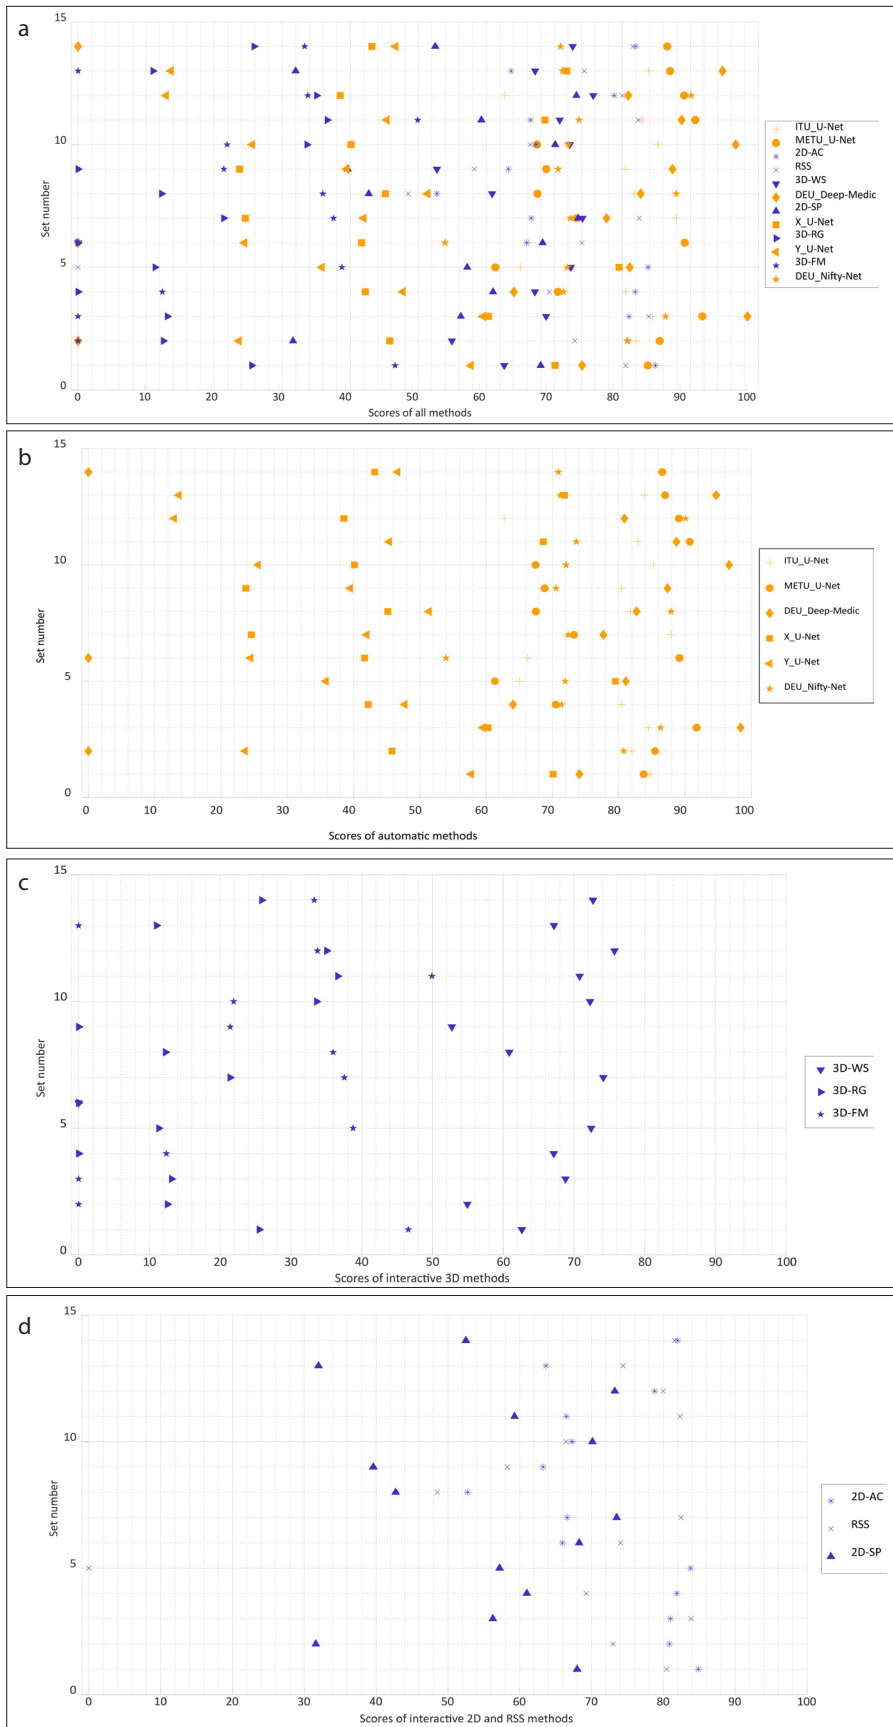 a
15
10
5
0
0 10 20 30 40 50 60 70 80 90 100
Scores of all methods
ITU_U-Net
METU_U-Net
2D-AC
RSS
3D-WS
DEU_Deep-Medic
2D-SP
X_U-Net
3D-RG
Y_U-Net
3D-FM
DEU_Nifty-Net
b
15
10
5
0
Set number
0 10 20 30 40 50 60 70 80 90 100
Scores of automatic methods
ITU_U-Net
METU_U-Net
DEU_Deep-Medic
X_U-Net
Y_U-Net
DEU_Nifty-Net
c
15
10
5
0
Set number
0 10 20 30 40 50 60 70 80 90 100
Scores of interactive 3D methods
3D-WS
3D-RG
3D-FM
d
15
10
5
0
Set number
0 10 20 30 40 50 60 70 80 90 100
Scores of interactive 2D and RSS methods
2D-AC
RSS
2D-SP